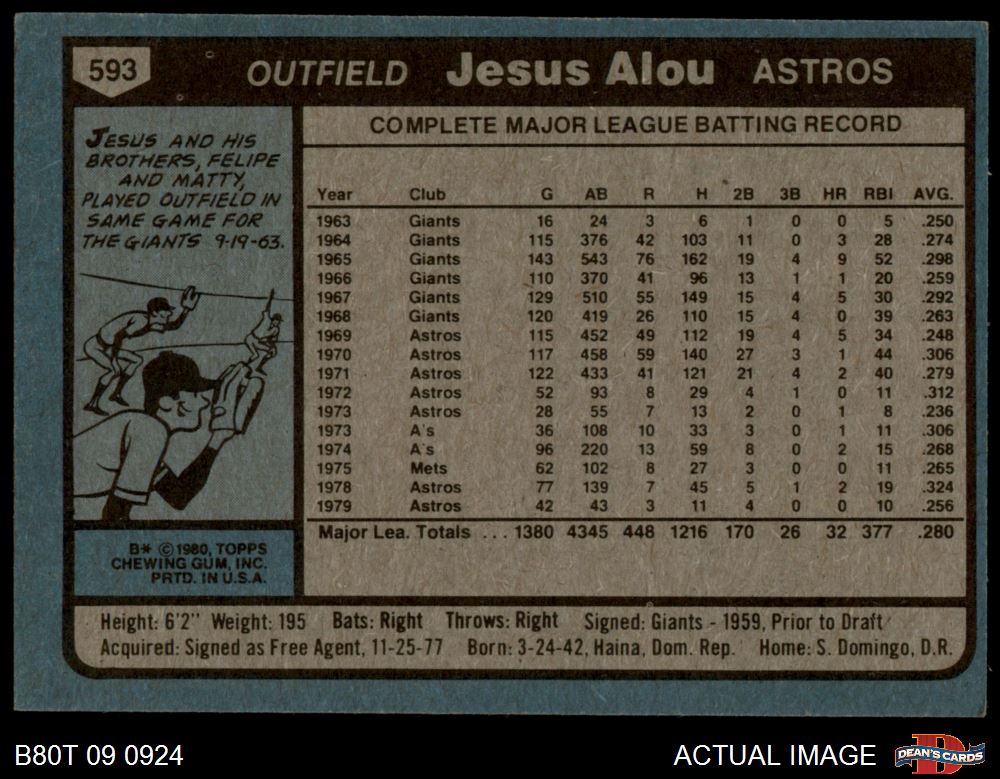 593 OUTFIELD Jesus Alou ASTROS
JESUS AND HIS
BROTHERS, FELIPE
AND MATTY,
PLAYED OUTFIELD IN
SAME GAME FOR
THE GIANTS 9-19-63.
B* © 1980, TOPPS
CHEWING GUM, INC.
PRTD. IN U.S.A.
COMPLETE MAJOR LEAGUE BATTING RECORD
Year Club G AB R H 2B 3B HR RBI AVG.
1963 Giants 16 24 3 6 1 0 0 5 .250
1964 Giants 115 376 42 103 11 0 3 28 .274
1965 Giants 143 543 76 162 19 4 9 52 .298
1966 Giants 110 370 41 96 13 1 1 20 .259
1967 Giants 129 510 55 149 15 4 5 30 .292
1968 Giants 120 419 26 110 15 4 0 39 .263
1969 Astros 115 452 49 112 19 4 5 34 .248
1970 Astros 117 458 59 140 27 3 1 44 .306
1971 Astros 122 433 41 121 21 4 2 40 .279
1972 Astros 52 93 8 29 4 1 0 11 .312
1973 Astros 28 55 7 13 2 0 1 8 .236
1973 A's 36 108 10 33 3 0 1 11 .306
1974 A's 96 220 13 59 8 0 2 15 .268
1975 Mets 62 102 8 27 3 0 0 11 .265
1978 Astros 77 139 7 45 5 1 2 19 .324
1979 Astros 42 43 3 11 4 0 0 10 .256
Major Lea. Totals ... 1380 4345 448 1216 170 26 32 377 .280
Height: 6'2" Weight: 195 Bats: Right Throws: Right Signed: Giants - 1959, Prior to Draft
Acquired: Signed as Free Agent, 11-25-77 Born: 3-24-42, Haina, Dom. Rep. Home: S. Domingo, D.R.
B80T 09 0924 ACTUAL IMAGE DEAN'S CARDS